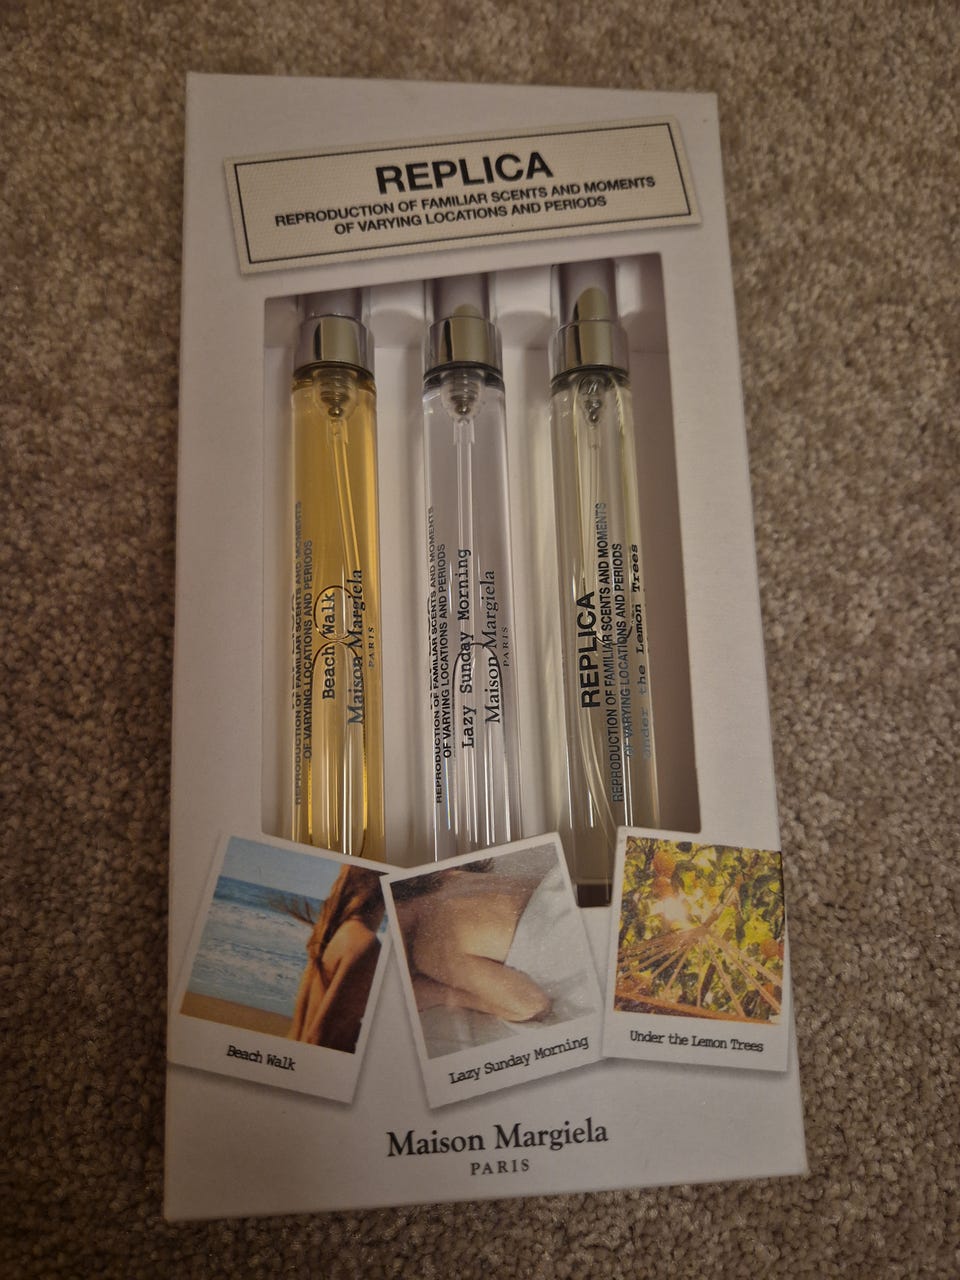 REPLICA
REPRODUCTION OF FAMILIAR SCENTS AND MOMENTS
OF VARYING LOCATIONS AND PERIODS
REPRODUCTION OF FAMILIAR SCENTS AND MOMENTS
OF VARYING LOCATIONS AND PERIODS
Beach Walk
Maison Margiela
PARIS
REPRODUCTION OF FAMILIAR SCENTS AND MOMENTS
OF VARYING LOCATIONS AND PERIODS
Lazy Sunday Morning
Maison Margiela
PARIS
REPLICA
REPRODUCTION OF FAMILIAR SCENTS AND MOMENTS
OF VARYING LOCATIONS AND PERIODS
under the Lemon Trees
Beach Walk
Lazy Sunday Morning
Under the Lemon Trees
Maison Margiela
PARIS